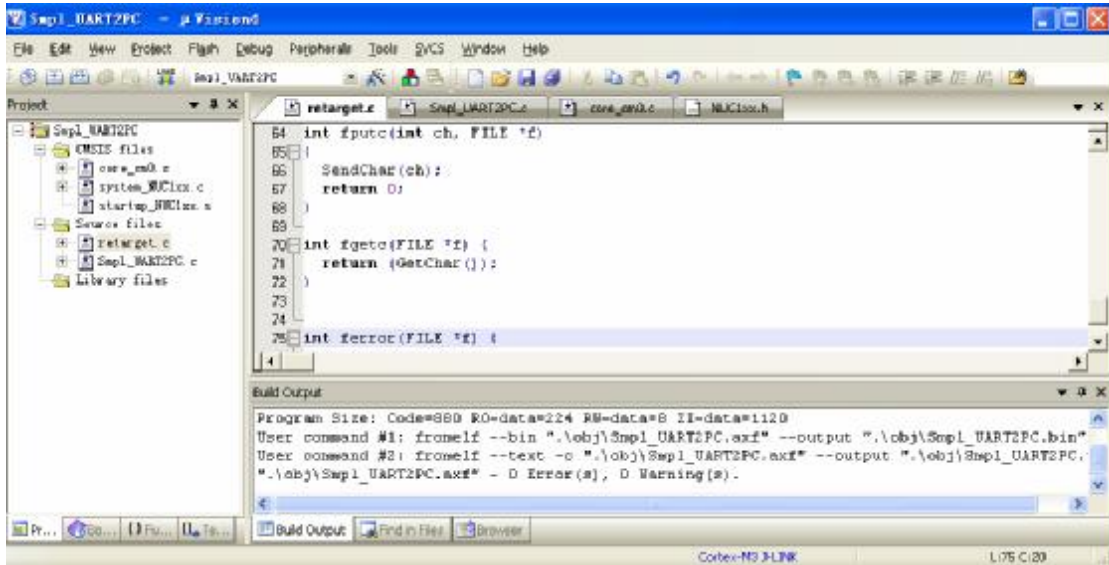 Smpl_UART2PC - µVision4
File Edit View Project Flash Debug Peripherals Tools SVCS Window Help
Smpl_UART2PC
Project
retarget.c Smpl_UART2PC.c core_cm0.c NUC1xx.h
Smpl_UART2PC
CMSIS files
core_cm0.c
system_NUC1xx.c
startup_NUC1xx.s
Source files
retarget.c
Smpl_UART2PC.c
Library files
64 int fputc(int ch, FILE *f)
65 {
66 SendChar(ch);
67 return 0;
68 }
69
70 int fgetc(FILE *f) {
71 return (GetChar());
72 }
73
74
75 int ferror(FILE *f) {
Build Output
Program Size: Code=880 RO-data=224 RW-data=8 ZI-data=1120
User command #1: fromelf --bin ".\obj\Smpl_UART2PC.axf" --output ".\obj\Smpl_UART2PC.bin"
User command #2: fromelf --text -c ".\obj\Smpl_UART2PC.axf" --output ".\obj\Smpl_UART2PC.
".\obj\Smpl_UART2PC.axf" - 0 Error(s), 0 Warning(s).
Pr... Bo... {} Fu... Te...
Build Output Find in Files Browser
Cortex-M3 J-LINK L:75 C:20